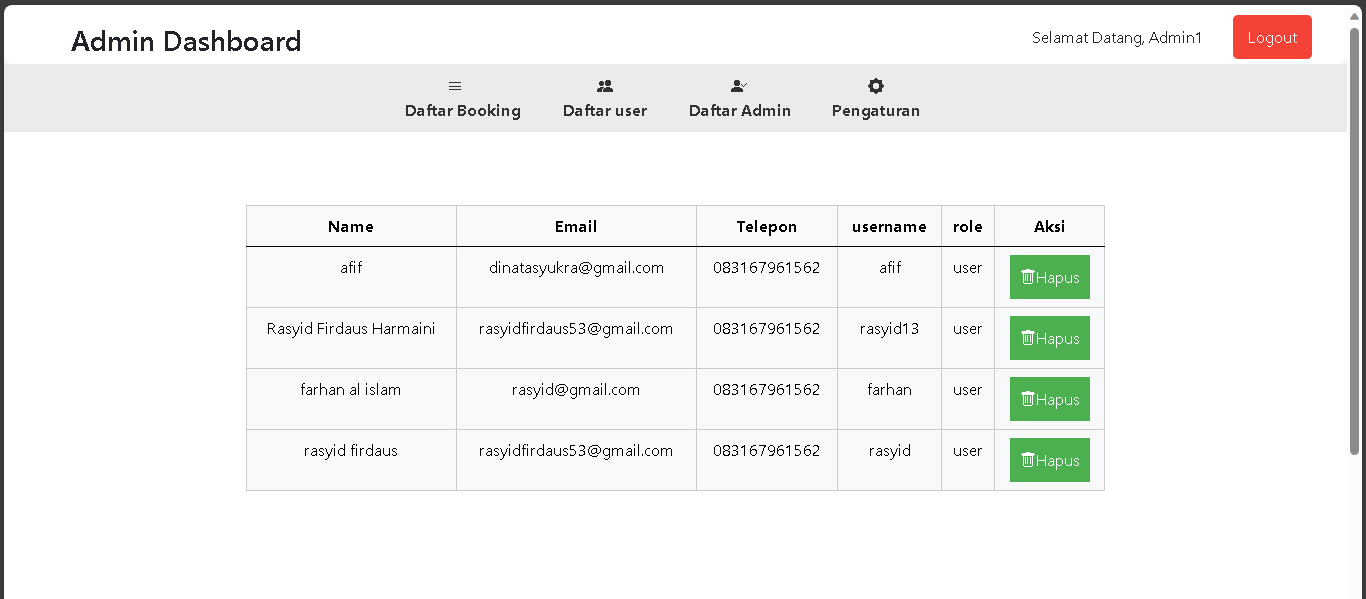 Admin Dashboard
Selamat Datang, Admin1
Logout
Daftar Booking
Daftar user
Daftar Admin
Pengaturan
Name Email Telepon username role Aksi
afif dinatasyukra@gmail.com 083167961562 afif user Hapus
Rasyid Firdaus Harmaini rasyidfirdaus53@gmail.com 083167961562 rasyid13 user Hapus
farhan al islam rasyid@gmail.com 083167961562 farhan user Hapus
rasyid firdaus rasyidfirdaus53@gmail.com 083167961562 rasyid user Hapus